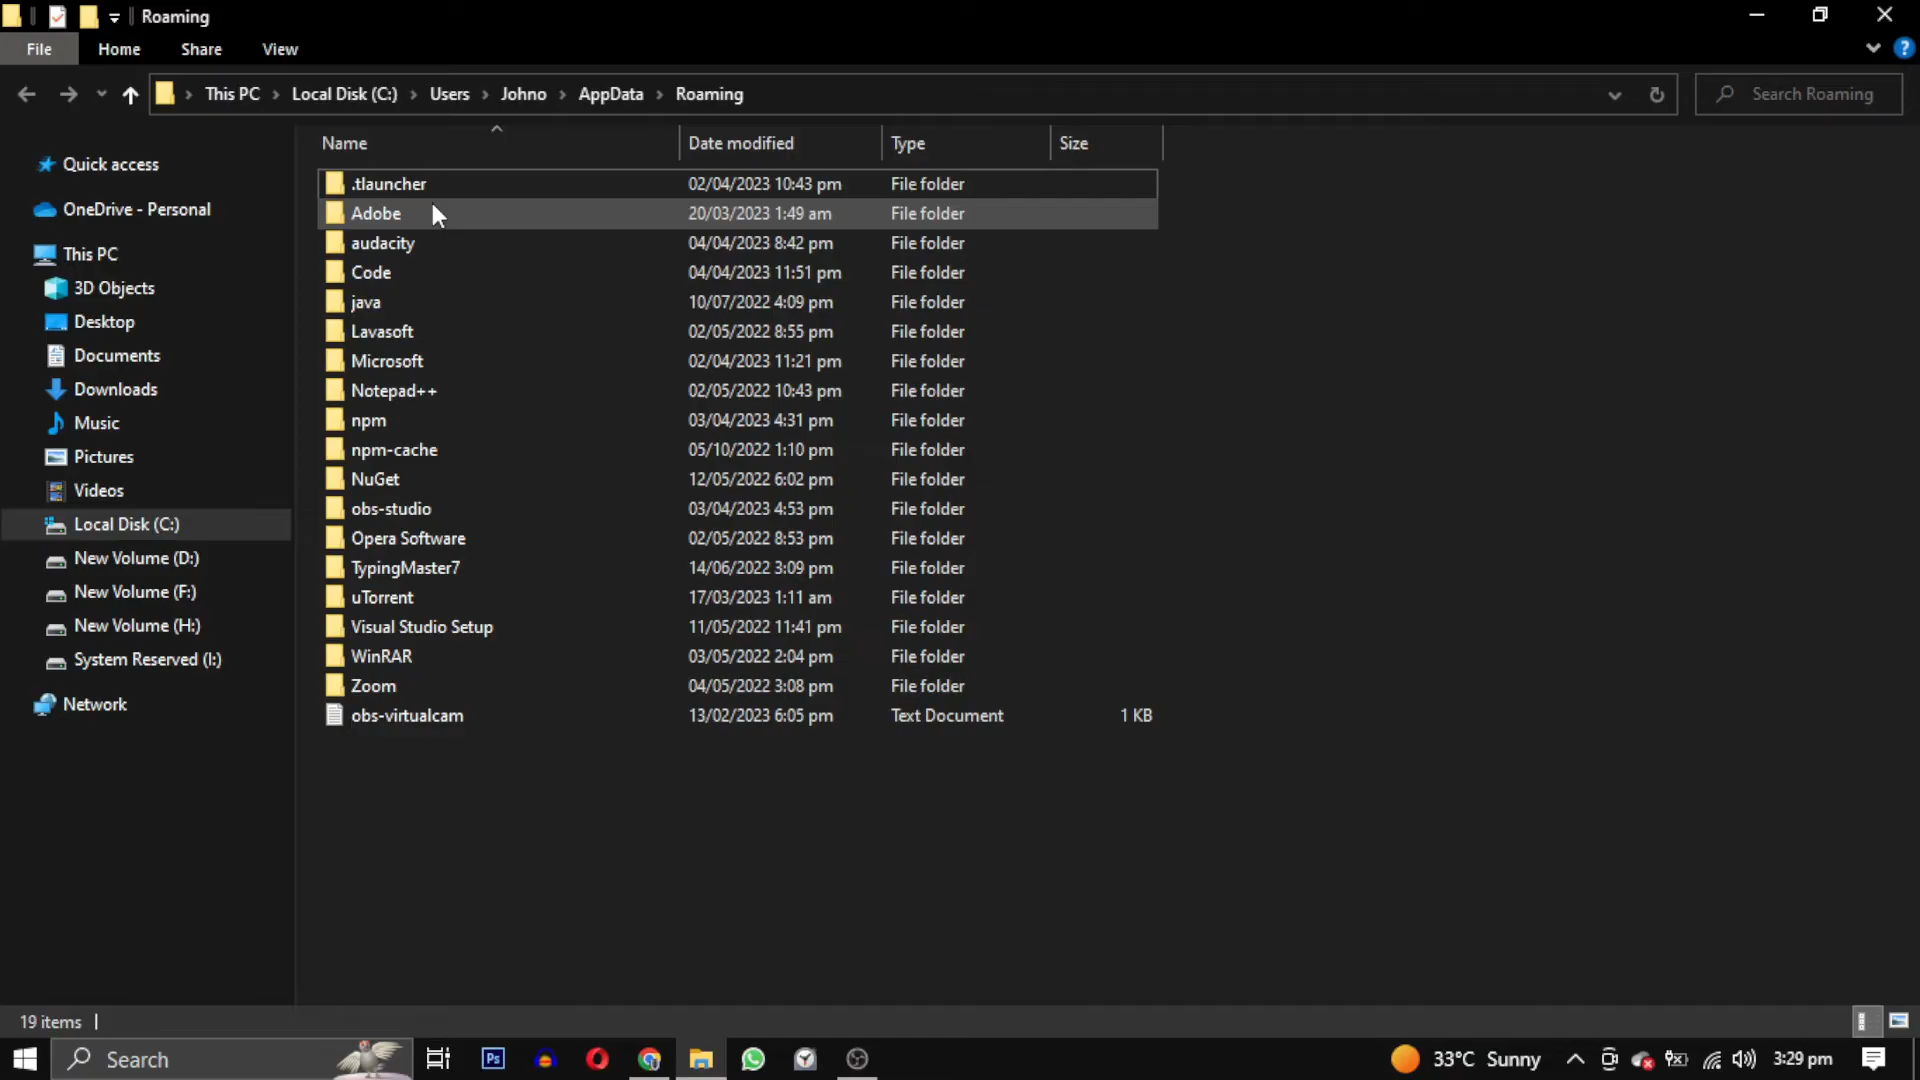 Roaming
File Home Share View
This PC Local Disk (C:) Users Johno AppData Roaming
Search Roaming
Name Date modified Type Size
Quick access
OneDrive - Personal
This PC
3D Objects
Desktop
Documents
Downloads
Music
Pictures
Videos
Local Disk (C:)
New Volume (D:)
New Volume (F:)
New Volume (H:)
System Reserved (I:)
Network
.tlauncher 02/04/2023 10:43 pm File folder
Adobe 20/03/2023 1:49 am File folder
audacity 04/04/2023 8:42 pm File folder
Code 04/04/2023 11:51 pm File folder
java 10/07/2022 4:09 pm File folder
Lavasoft 02/05/2022 8:55 pm File folder
Microsoft 02/04/2023 11:21 pm File folder
Notepad++ 02/05/2022 10:43 pm File folder
npm 03/04/2023 4:31 pm File folder
npm-cache 05/10/2022 1:10 pm File folder
NuGet 12/05/2022 6:02 pm File folder
obs-studio 03/04/2023 4:53 pm File folder
Opera Software 02/05/2022 8:53 pm File folder
TypingMaster7 14/06/2022 3:09 pm File folder
uTorrent 17/03/2023 1:11 am File folder
Visual Studio Setup 11/05/2022 11:41 pm File folder
WinRAR 03/05/2022 2:04 pm File folder
Zoom 04/05/2022 3:08 pm File folder
obs-virtualcam 13/02/2023 6:05 pm Text Document 1 KB
19 items
Search Ps 33°C Sunny 3:29 pm